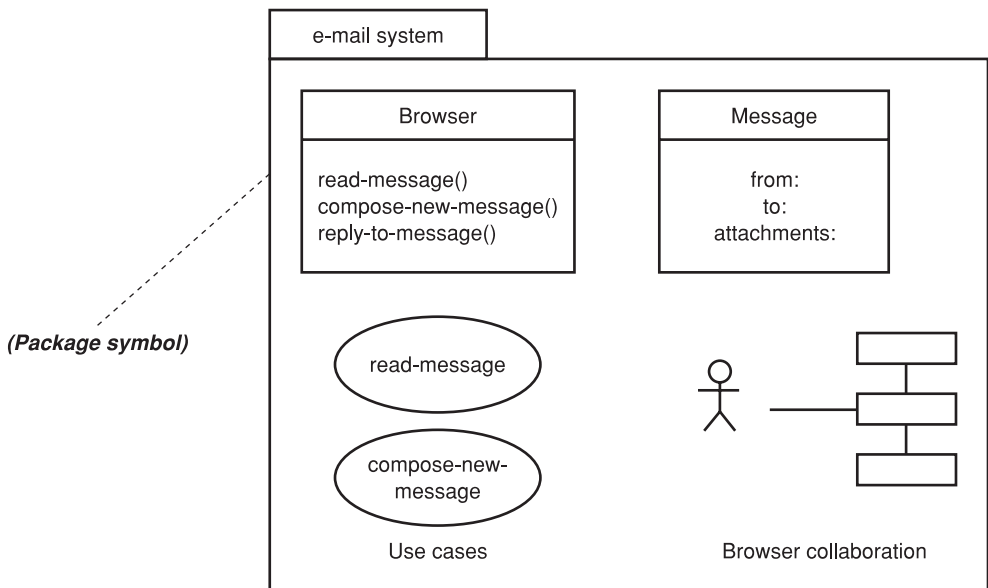 e-mail system
Browser
read-message()
compose-new-message()
reply-to-message()
Message
from:
to:
attachments:
(Package symbol)
read-message
compose-new-
message
Use cases
Browser collaboration